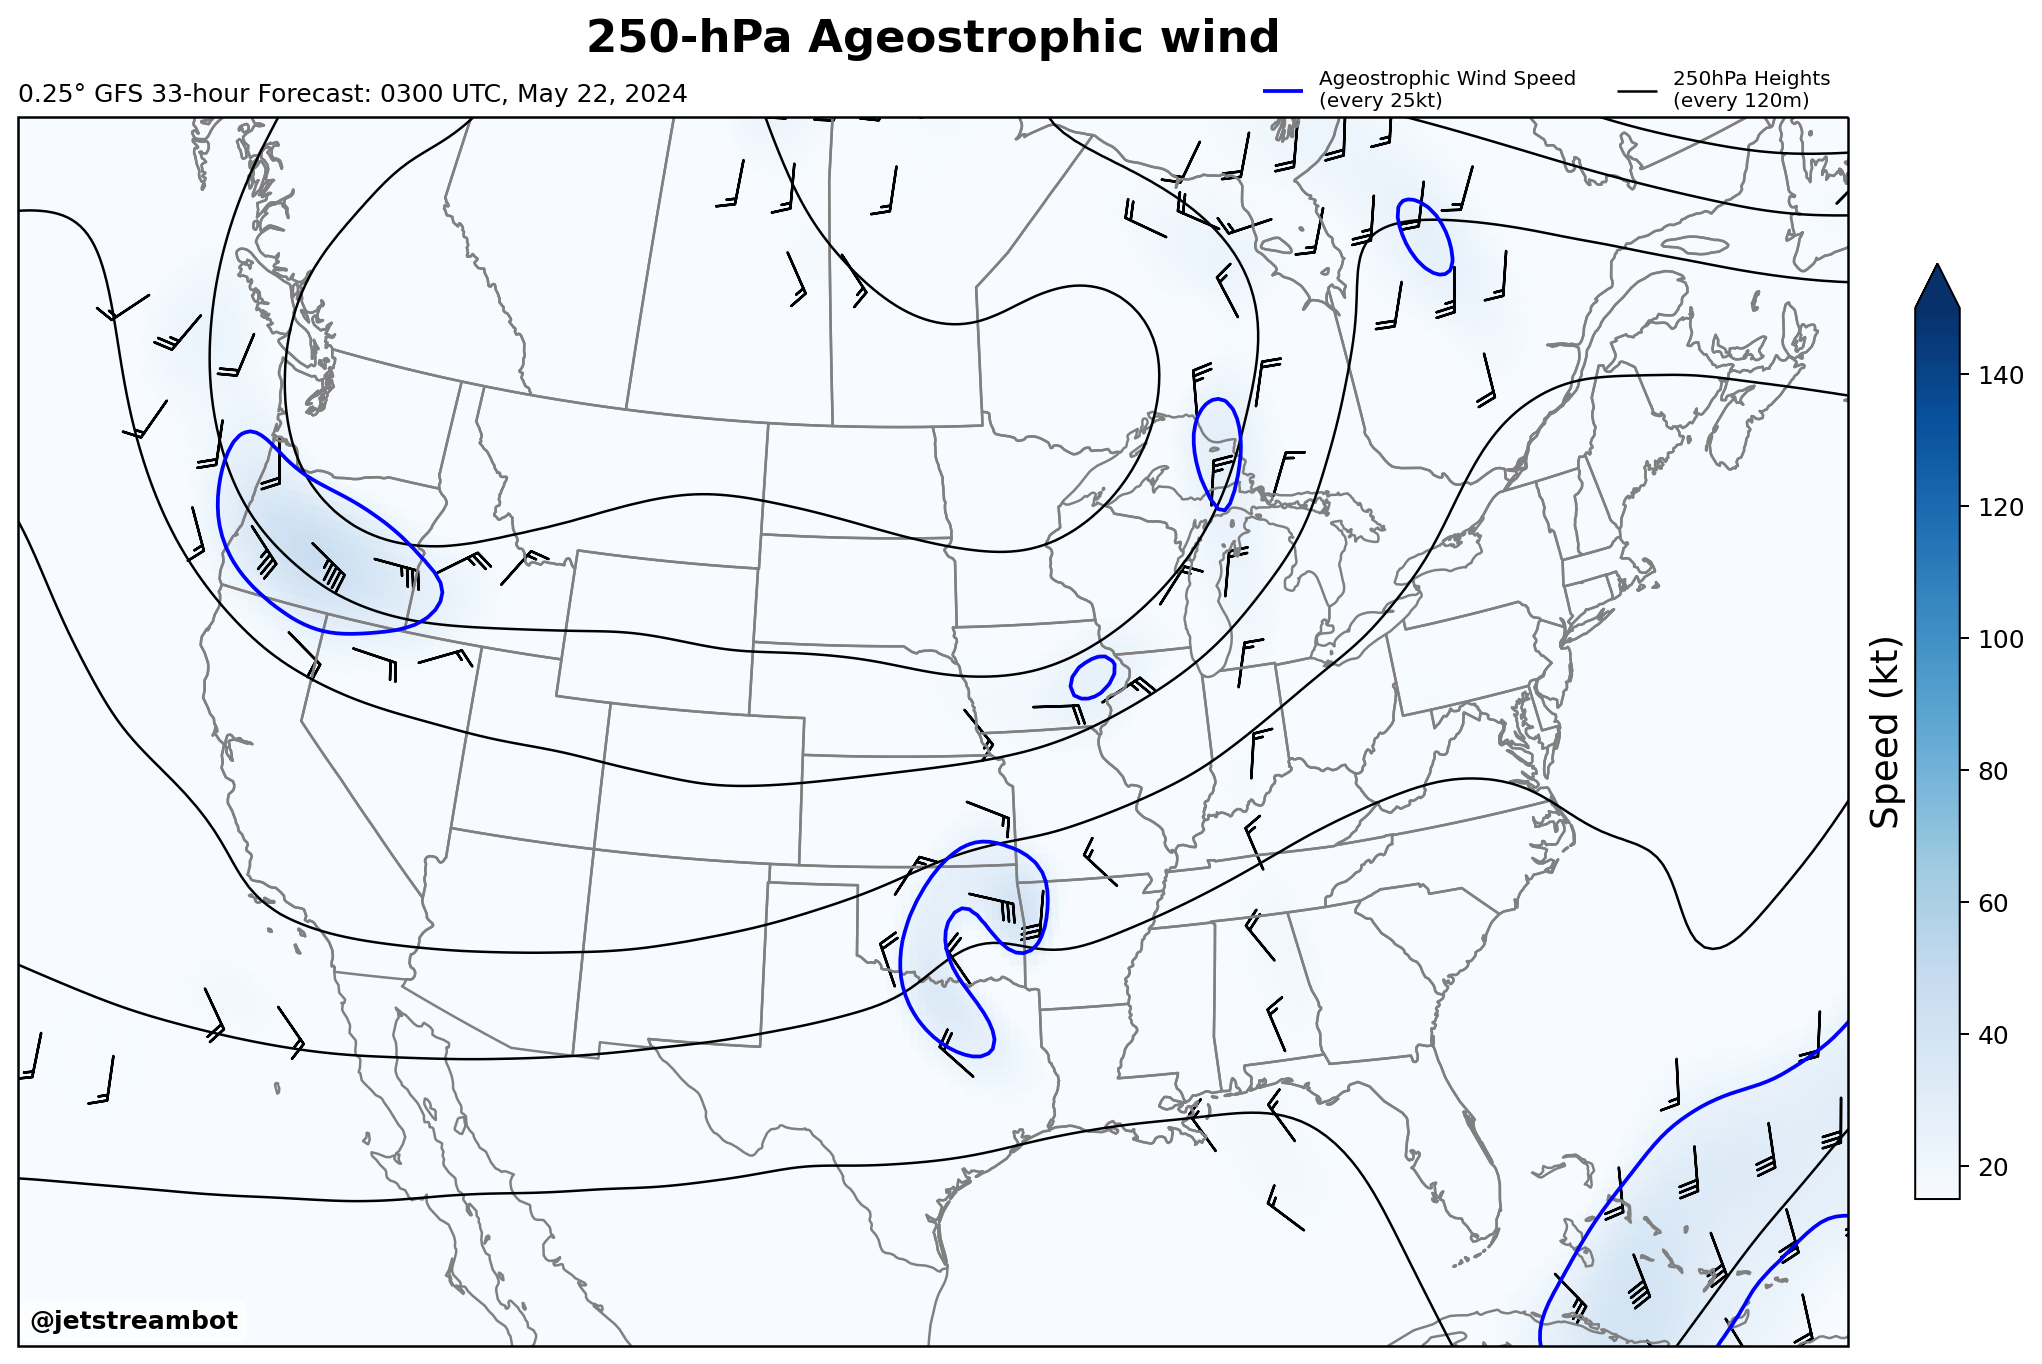 250-hPa Ageostrophic wind
0.25° GFS 33-hour Forecast: 0300 UTC, May 22, 2024
Ageostrophic Wind Speed
(every 25kt)
250hPa Heights
(every 120m)
140
120
100
80
60
40
20
Speed (kt)
@jetstreambot